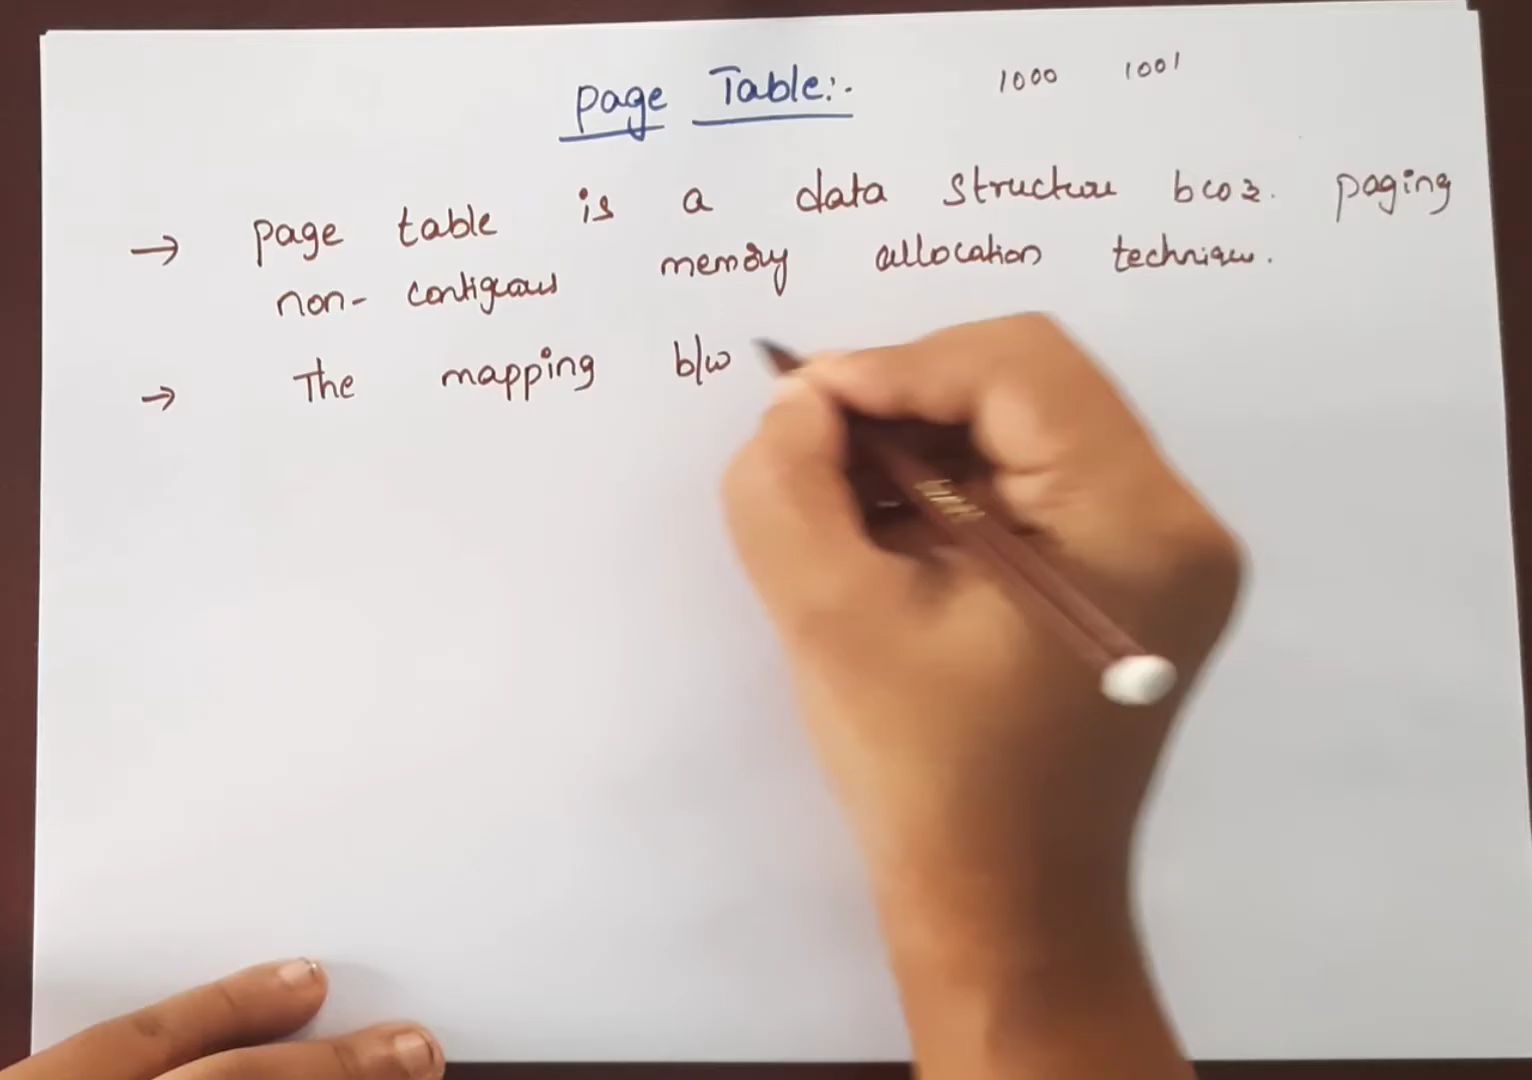 Page Table:. 1000 1001
→ Page table is a data structure bcoz. paging
non-contiguous memory allocation technique.
→ The mapping b/w